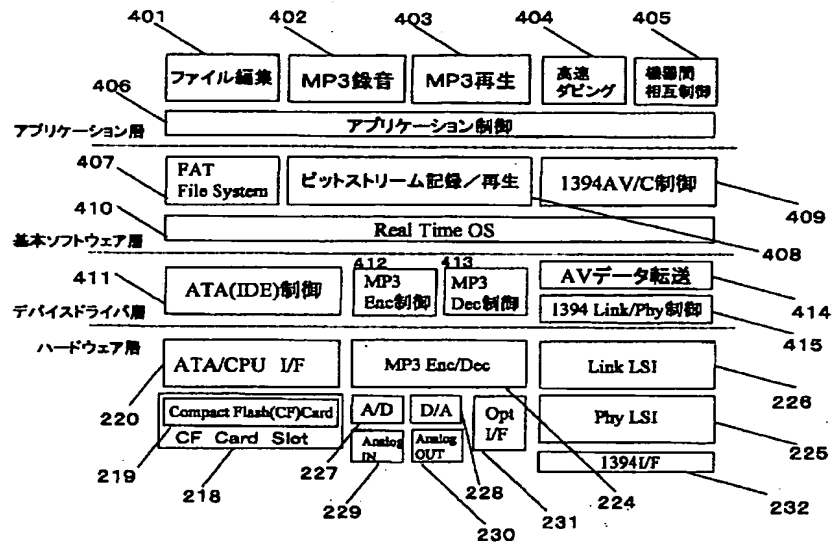 401 402 403 404 405
ファイル編集 MP3録音 MP3再生 高速 機器間
ダビング 相互制御
406
アプリケーション制御
アプリケーション層
407 FAT
File System ビットストリーム記録/再生 1394AV/C制御
409
410 Real Time OS
408
基本ソフトウェア層
411 ATA(IDE)制御 412 MP3 413 MP3 AVデータ転送
Enc制御 Dec制御
414
1394 Link/Phy制御
デバイスドライバ層
415
ハードウェア層
ATA/CPU I/F MP3 Enc/Dec Link LSI
220 226
Compact Flash(CF)Card A/D D/A Opt
I/F Phy LSI
CF Card Slot Analog
IN Analog
OUT
225
219 218 227 228 1394I/F
229 230 231 224 232